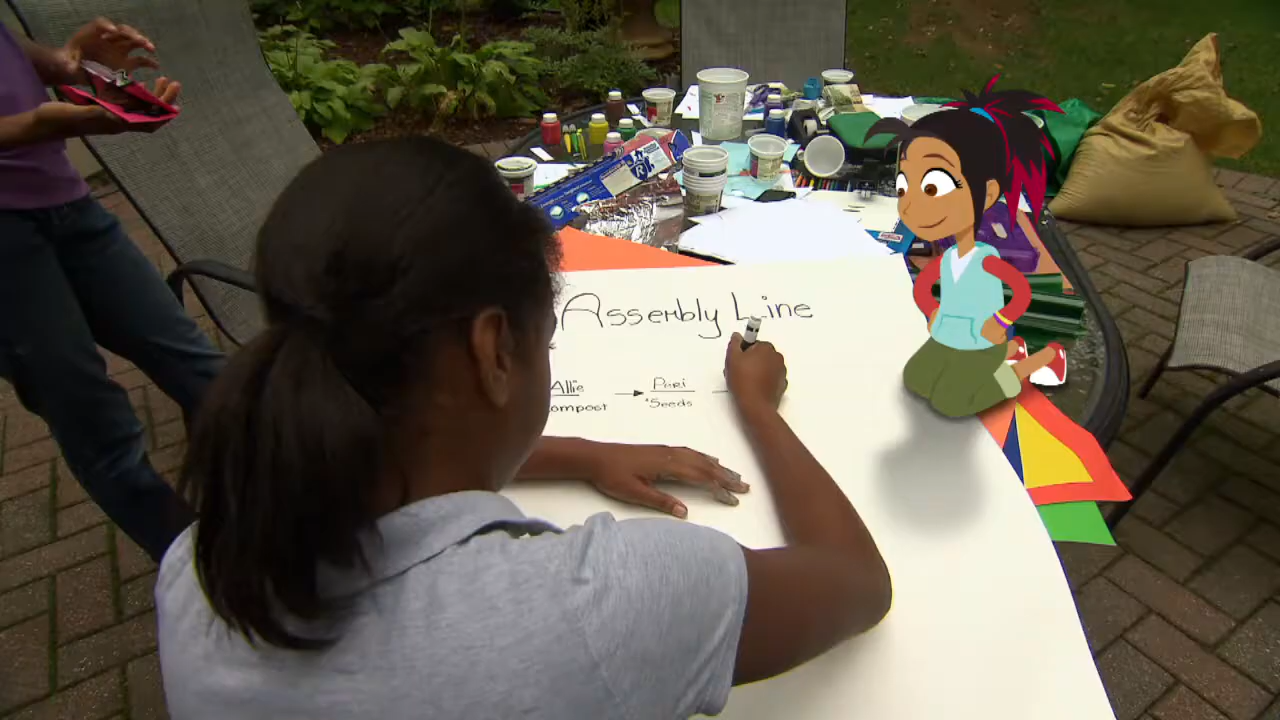 Assembly Line
Allie → Pari
ompost Seeds